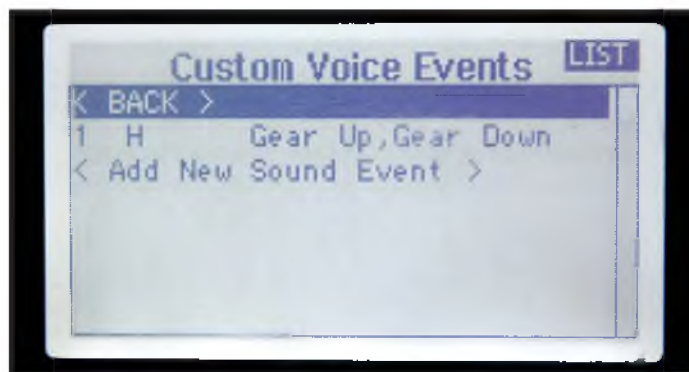 Custom Voice Events
LIST
< BACK >
1 H Gear Up,Gear Down
< Add New Sound Event >